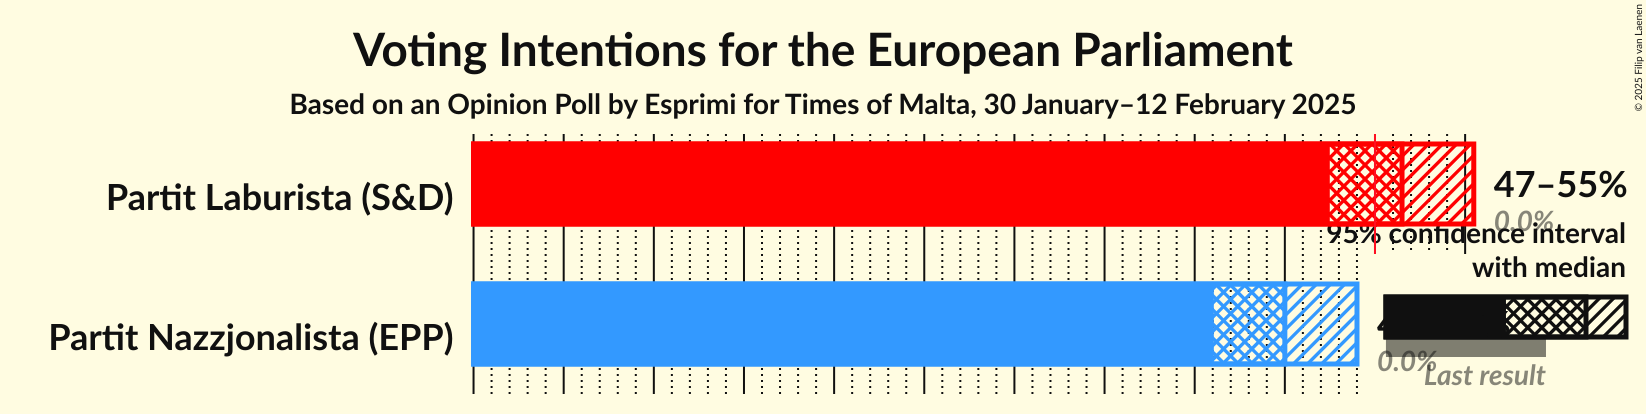 Voting Intentions for the European Parliament
Based on an Opinion Poll by Esprimi for Times of Malta, 30 January–12 February 2025
© 2025 Filip van Laenen
Partit Laburista (S&D)
47–55%
0.0%
95% confidence interval
with median
Partit Nazzjonalista (EPP)
0.0%
Last result